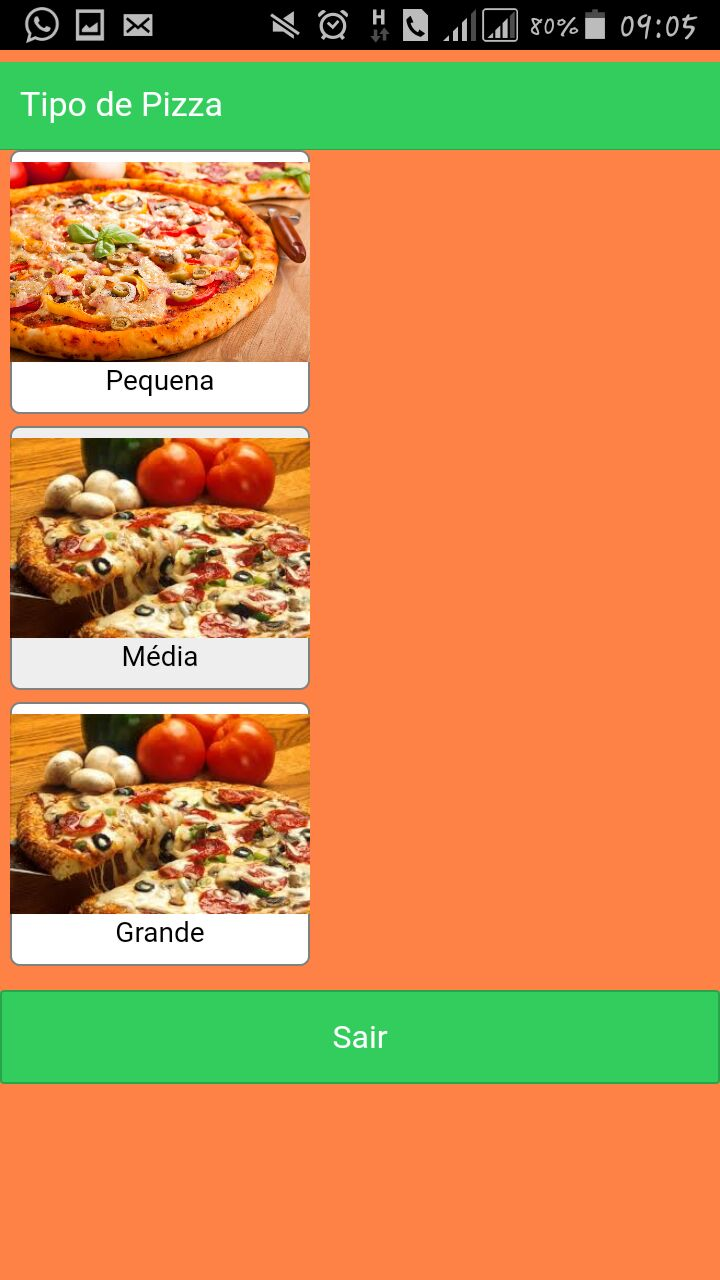 H 80% 09:05
Tipo de Pizza
Pequena
Média
Grande
Sair